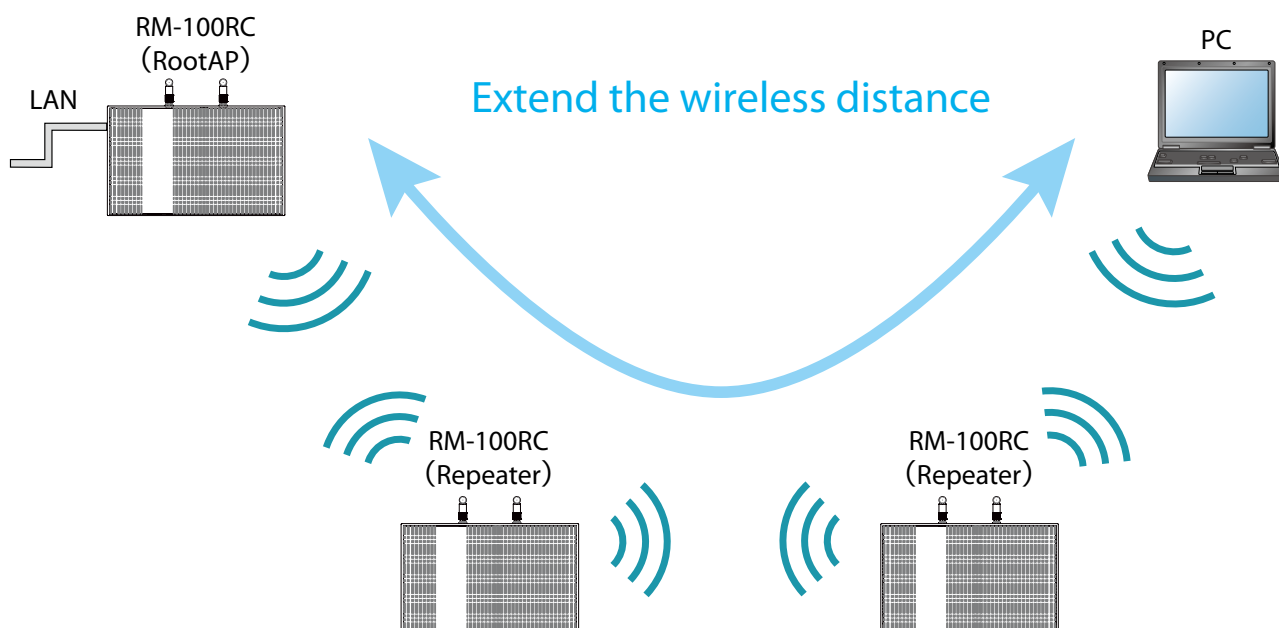 RM-100RC
（RootAP）
LAN
Extend the wireless distance
PC
RM-100RC
（Repeater）
RM-100RC
（Repeater）